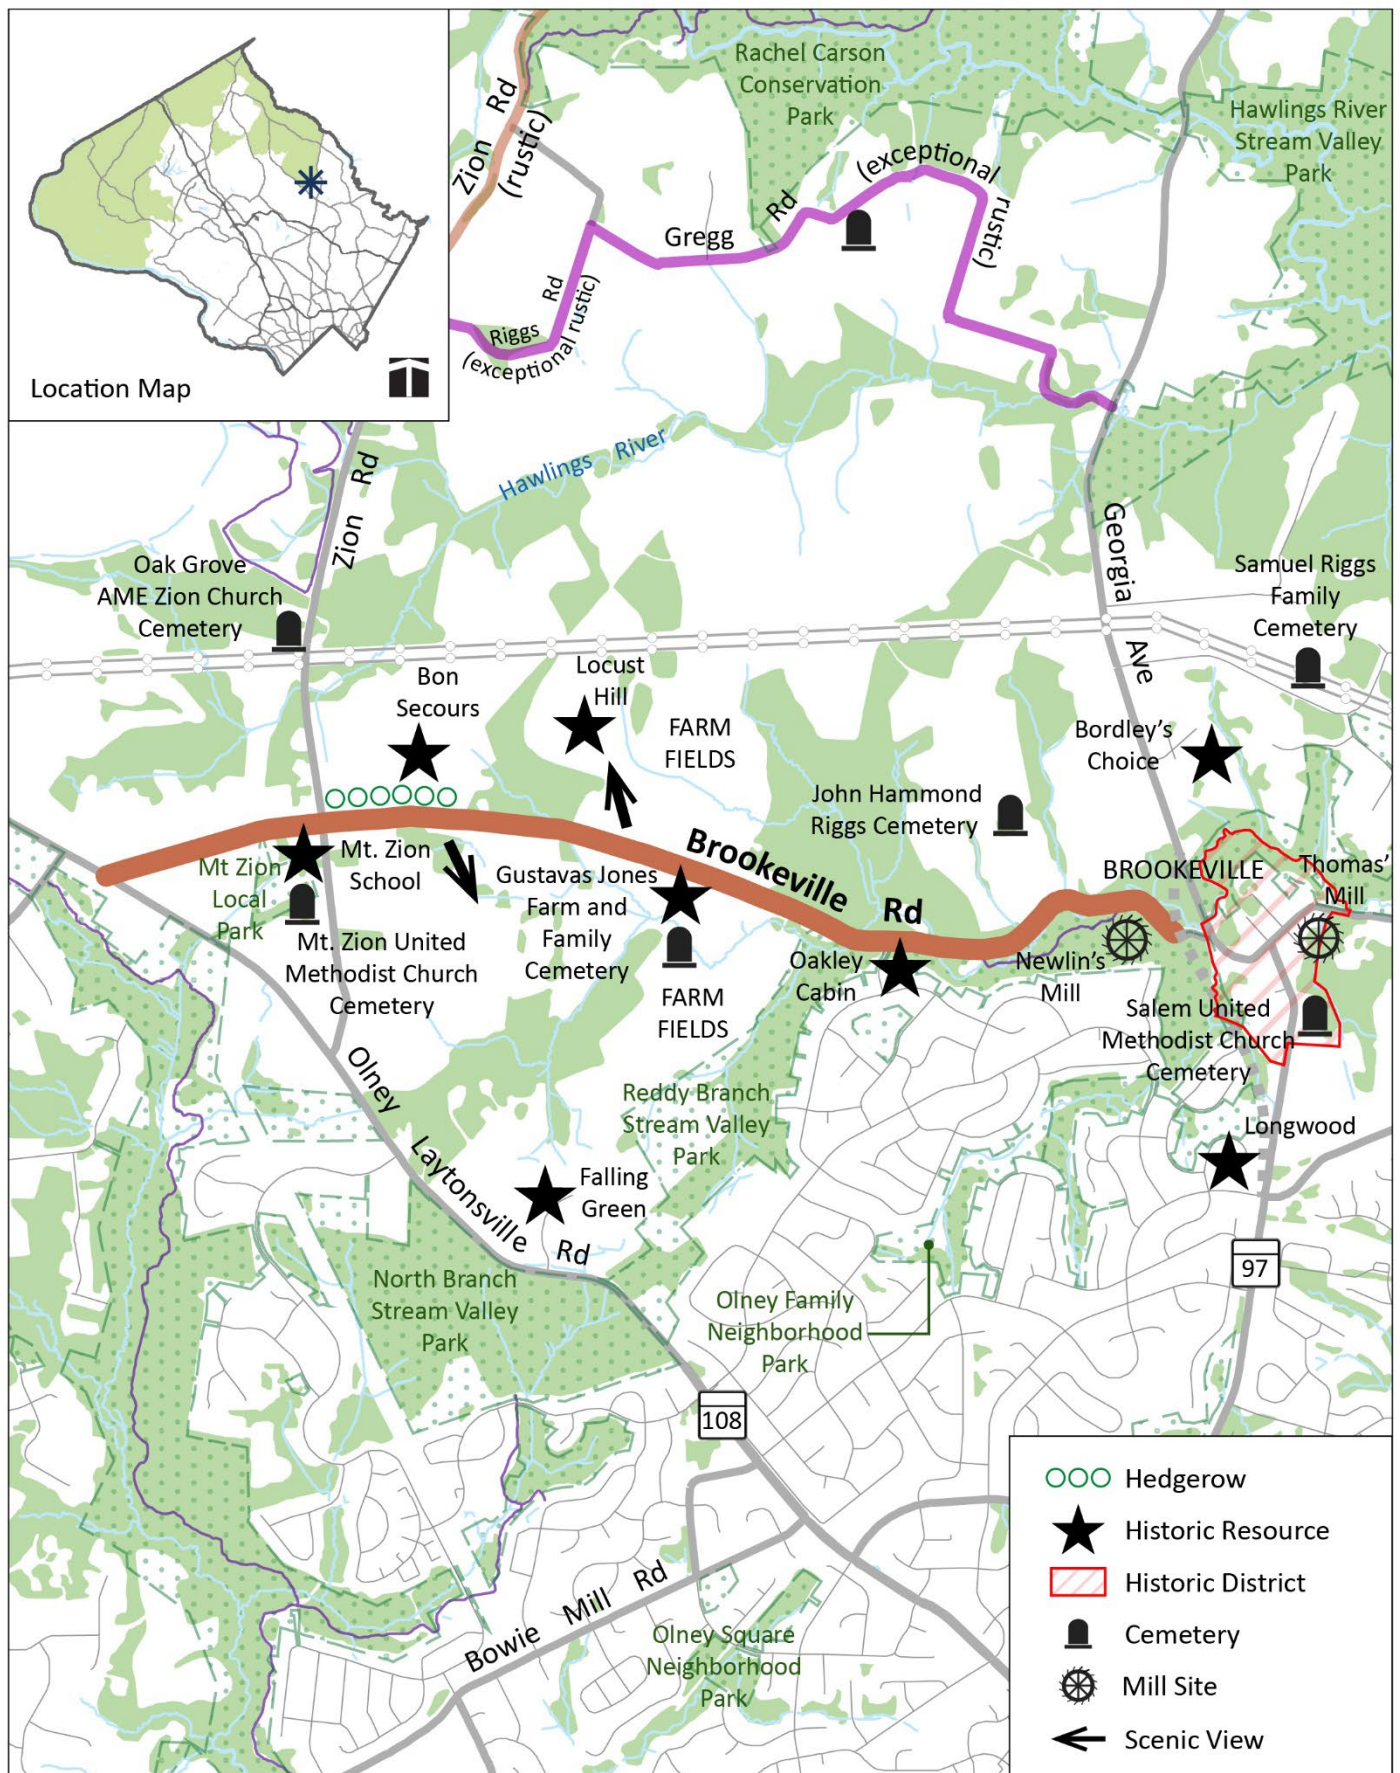 Location Map
Zion Rd
(rustic)
Rachel Carson
Conservation
Park
Hawlings River
Stream Valley
Park
Gregg Rd
(exceptional rustic)
Riggs Rd
(exceptional rustic)
Hawlings River
Zion Rd
Georgia Ave
Oak Grove
AME Zion Church
Cemetery
Samuel Riggs
Family
Cemetery
Bon
Secours
Locust
Hill
FARM
FIELDS
Bordley's
Choice
John Hammond
Riggs Cemetery
Brookeville Rd
BROOKEVILLE
Thomas'
Mill
Mt Zion
Local
Park
Mt. Zion
School
Gustavas Jones
Farm and
Family
Cemetery
Mt. Zion United
Methodist Church
Cemetery
FARM
FIELDS
Oakley
Cabin
Newlin's
Mill
Salem United
Methodist Church
Cemetery
Olney Laytonsville Rd
Reddy Branch
Stream Valley
Park
Longwood
Falling
Green
97
North Branch
Stream Valley
Park
Olney Family
Neighborhood
Park
108
Bowie Mill Rd
Olney Square
Neighborhood
Park
Hedgerow
Historic Resource
Historic District
Cemetery
Mill Site
Scenic View